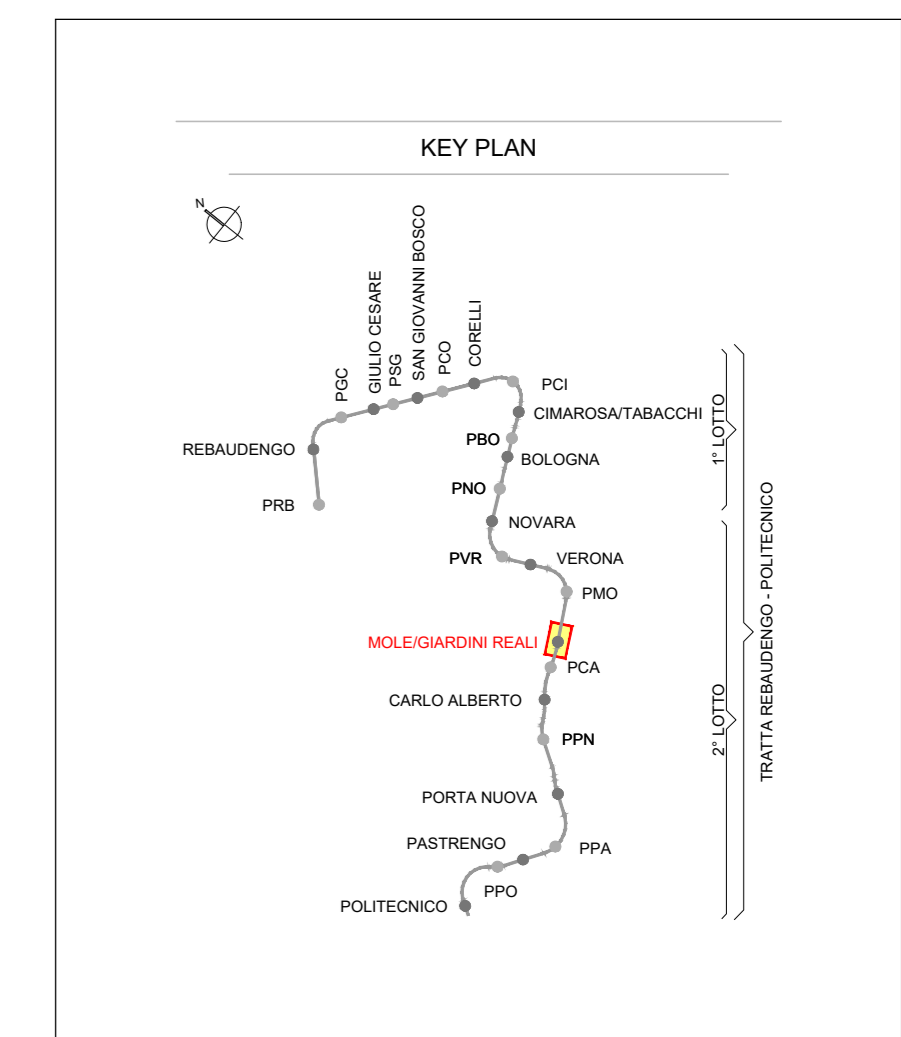 KEY PLAN
N
PGC
GIULIO CESARE
PSG
SAN GIOVANNI BOSCO
PCO
CORELLI
PCI
CIMAROSA/TABACCHI
PBO
REBAUDENGO
BOLOGNA
PNO
PRB
NOVARA
PVR
VERONA
PMO
MOLE/GIARDINI REALI
PCA
CARLO ALBERTO
PPN
PORTA NUOVA
PASTRENGO
PPA
PPO
POLITECNICO
1° LOTTO
2° LOTTO
TRATTA REBAUDENGO - POLITECNICO